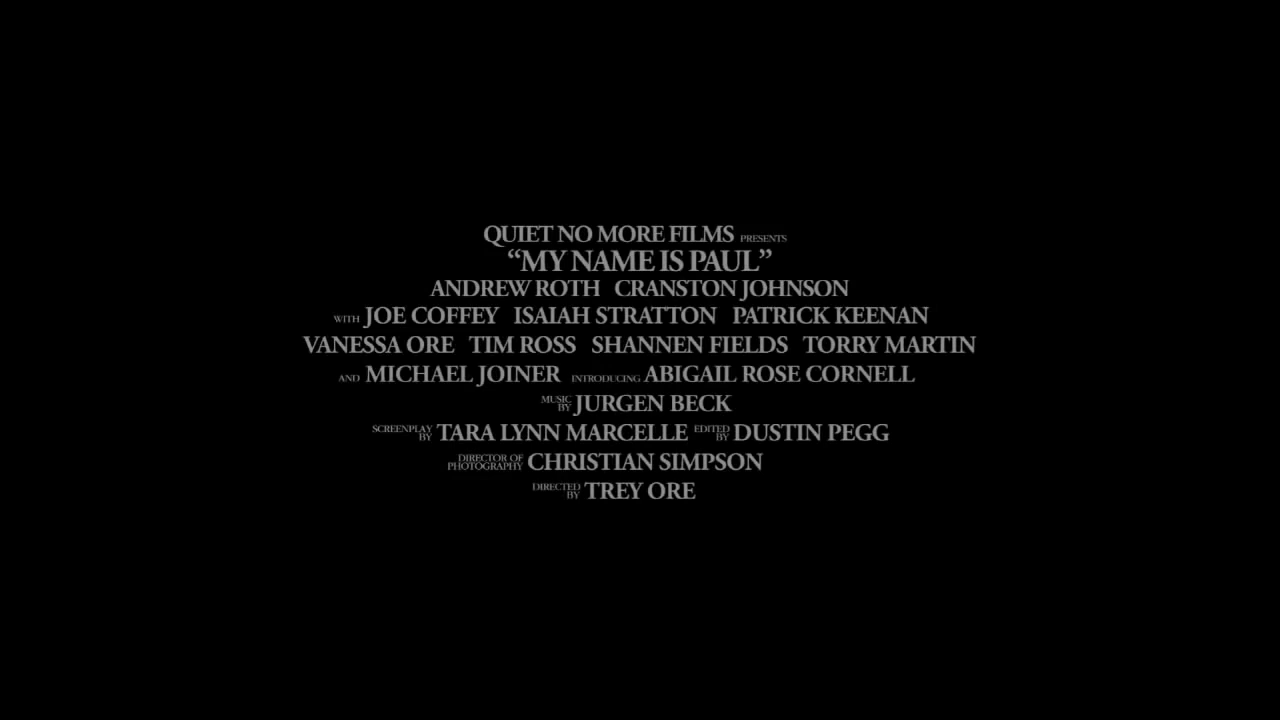 QUIET NO MORE FILMS PRESENTS
“MY NAME IS PAUL”
ANDREW ROTH CRANSTON JOHNSON
WITH JOE COFFEY ISAIAH STRATTON PATRICK KEENAN
VANESSA ORE TIM ROSS SHANNEN FIELDS TORRY MARTIN
AND MICHAEL JOINER INTRODUCING ABIGAIL ROSE CORNELL
MUSIC BY JURGEN BECK
SCREENPLAY BY TARA LYNN MARCELLE EDITED BY DUSTIN PEGG
DIRECTOR OF PHOTOGRAPHY CHRISTIAN SIMPSON
DIRECTED BY TREY ORE